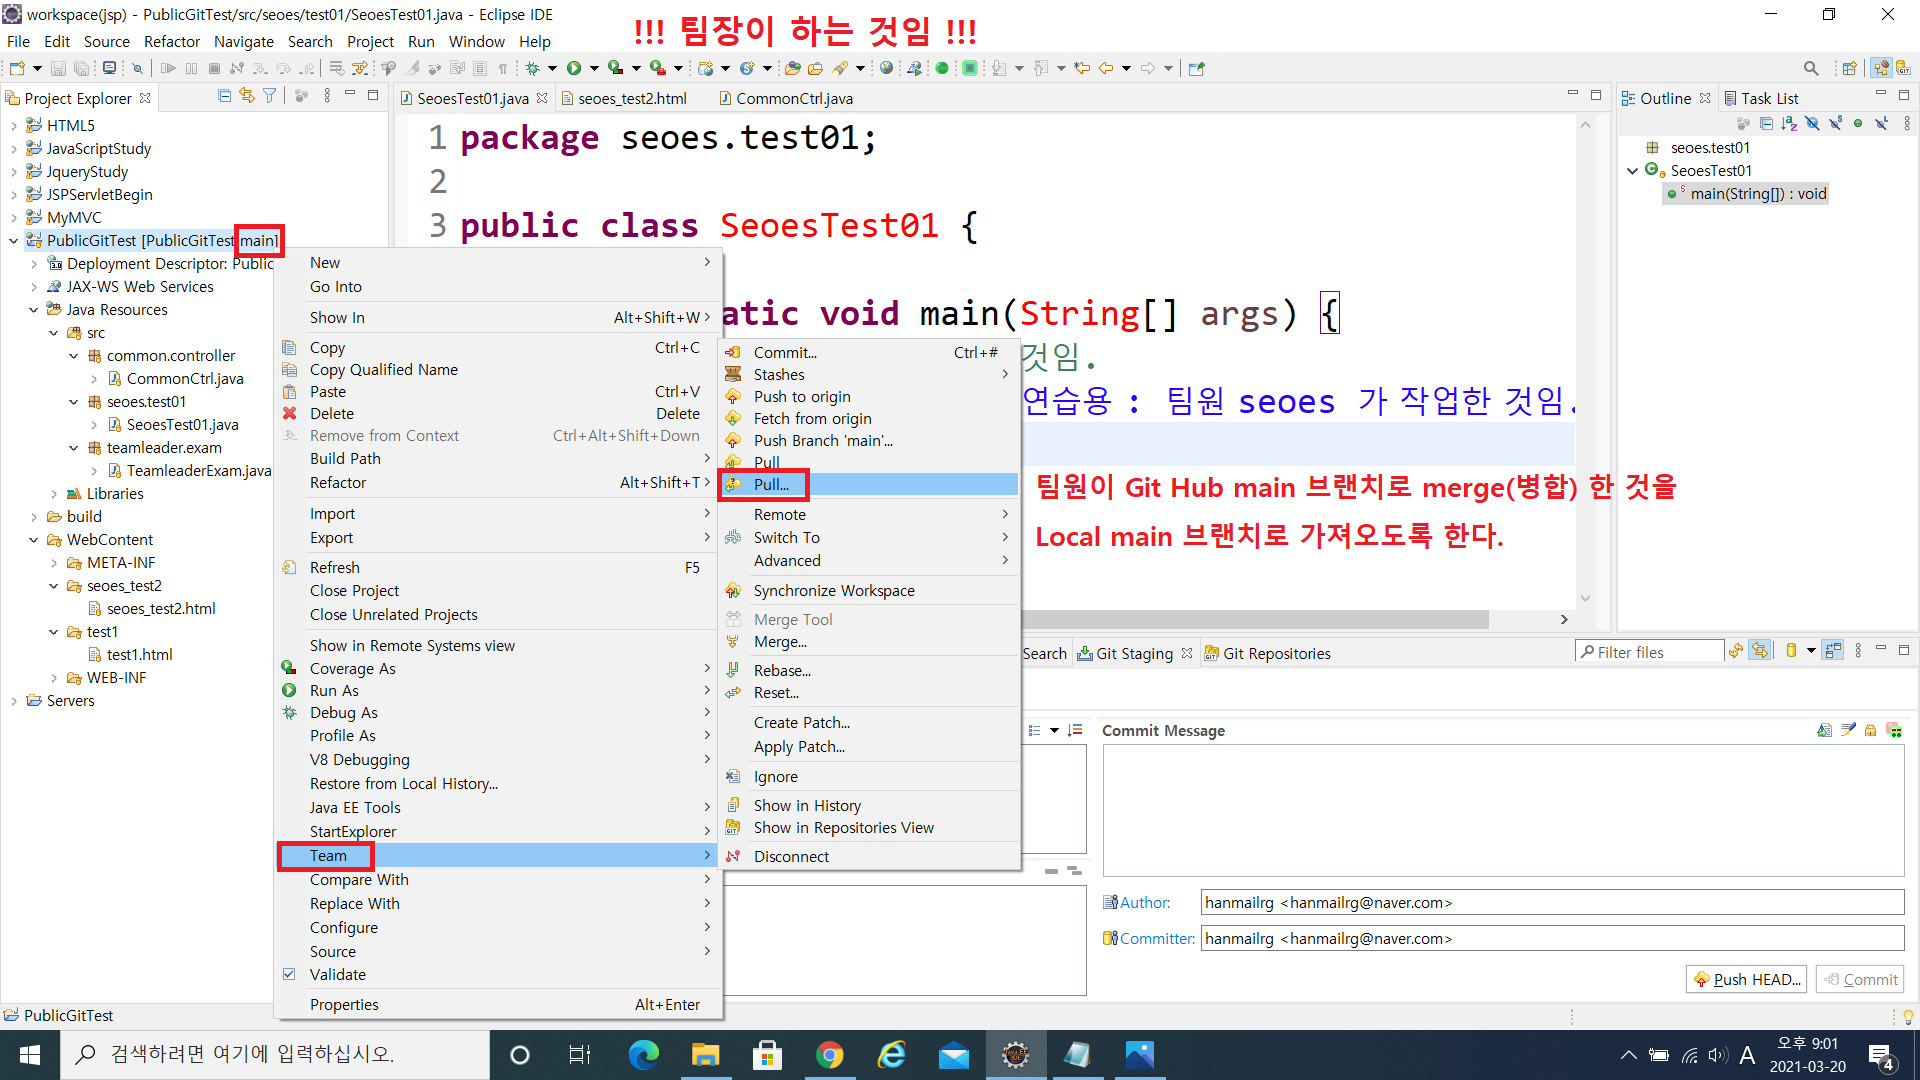 workspace(jsp) - PublicGitTest/src/seoes/test01/SeoesTest01.java - Eclipse IDE
!!! 팀장이 하는 것임 !!!
File Edit Source Refactor Navigate Search Project Run Window Help
Project Explorer
HTML5
JavaScriptStudy
JqueryStudy
JSPServletBegin
MyMVC
PublicGitTest [PublicGitTest main]
Deployment Descriptor: Public
JAX-WS Web Services
Java Resources
src
common.controller
CommonCtrl.java
seoes.test01
SeoesTest01.java
teamleader.exam
TeamleaderExam.java
Libraries
build
WebContent
META-INF
seoes_test2
seoes_test2.html
test1
test1.html
WEB-INF
Servers
New
Go Into
Show In Alt+Shift+W
Copy Ctrl+C
Copy Qualified Name
Paste Ctrl+V
Delete Delete
Remove from Context Ctrl+Alt+Shift+Down
Build Path
Refactor Alt+Shift+T
Import
Export
Refresh F5
Close Project
Close Unrelated Projects
Show in Remote Systems view
Coverage As
Run As
Debug As
Profile As
V8 Debugging
Restore from Local History...
Java EE Tools
StartExplorer
Team
Compare With
Replace With
Configure
Source
Validate
Properties Alt+Enter
Commit... Ctrl+#
Stashes
Push to origin
Fetch from origin
Push Branch 'main'...
Pull
Pull...
Remote
Switch To
Advanced
Synchronize Workspace
Merge Tool
Merge...
Rebase...
Reset...
Create Patch...
Apply Patch...
Ignore
Show in History
Show in Repositories View
Disconnect
SeoesTest01.java seoes_test2.html CommonCtrl.java
1 package seoes.test01;
2
3 public class SeoesTest01 {
atic void main(String[] args) {
것임.
연습용 : 팀원 seoes 가 작업한 것임.
팀원이 Git Hub main 브랜치로 merge(병합) 한 것을
Local main 브랜치로 가져오도록 한다.
Outline Task List
seoes.test01
SeoesTest01
main(String[]) : void
Search Git Staging Git Repositories
Filter files
Commit Message
Author: hanmailrg <hanmailrg@naver.com>
Committer: hanmailrg <hanmailrg@naver.com>
Push HEAD... Commit
PublicGitTest
검색하려면 여기에 입력하십시오.
A
오후 9:01
2021-03-20
4